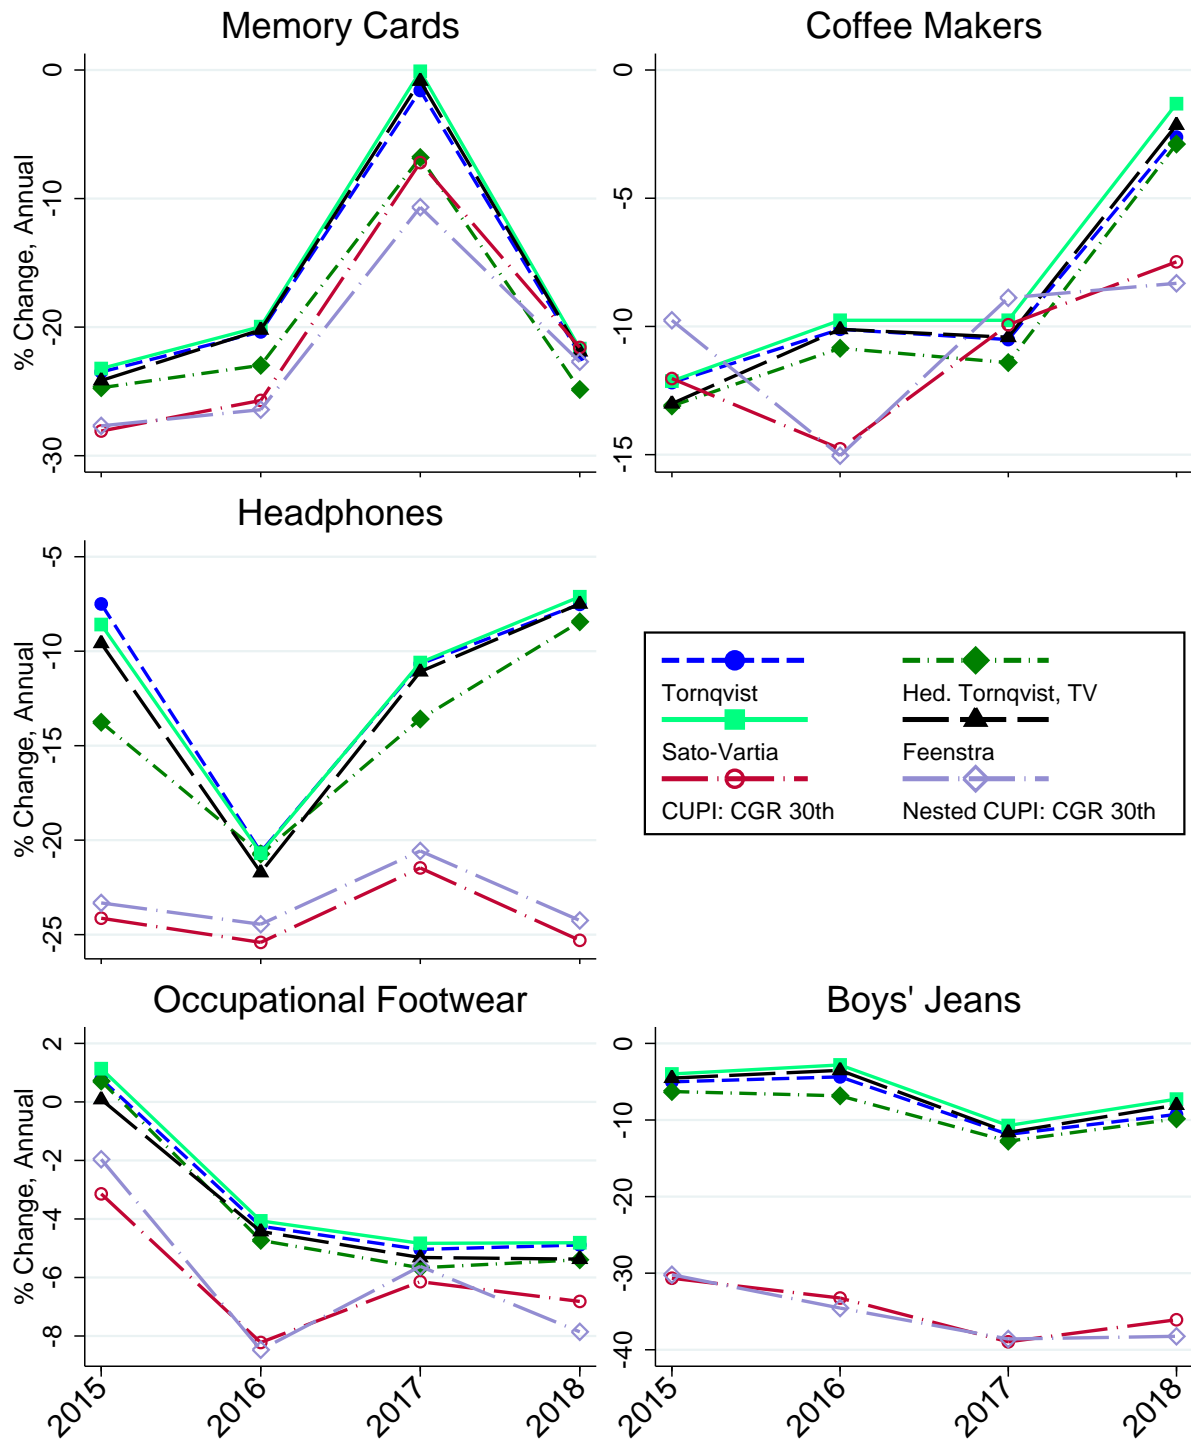 Memory Cards
% Change, Annual
0
-10
-20
-30
Coffee Makers
0
-5
-10
-15
Headphones
% Change, Annual
-5
-10
-15
-20
-25
Tornqvist
Hed. Tornqvist, TV
Sato-Vartia
Feenstra
CUPI: CGR 30th
Nested CUPI: CGR 30th
Occupational Footwear
% Change, Annual
2
0
-2
-4
-6
-8
2015
2016
2017
2018
Boys' Jeans
0
-10
-20
-30
-40
2015
2016
2017
2018